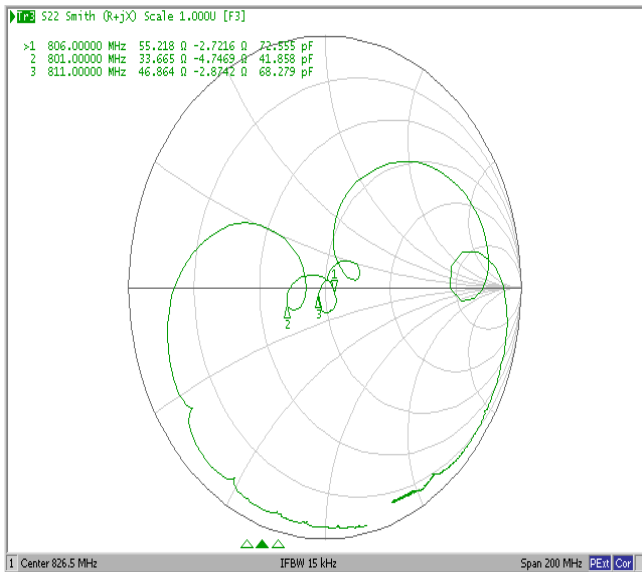 Tr3 S22 Smith (R+jX) Scale 1.000U [F3]
>1 806.00000 MHz 55.218 Ω -2.7216 Ω 72.555 pF
2 801.00000 MHz 33.665 Ω -4.7469 Ω 41.858 pF
3 811.00000 MHz 46.864 Ω -2.8742 Ω 68.279 pF
1
2
3
1 Center 826.5 MHz IFBW 15 kHz Span 200 MHz PExt Cor